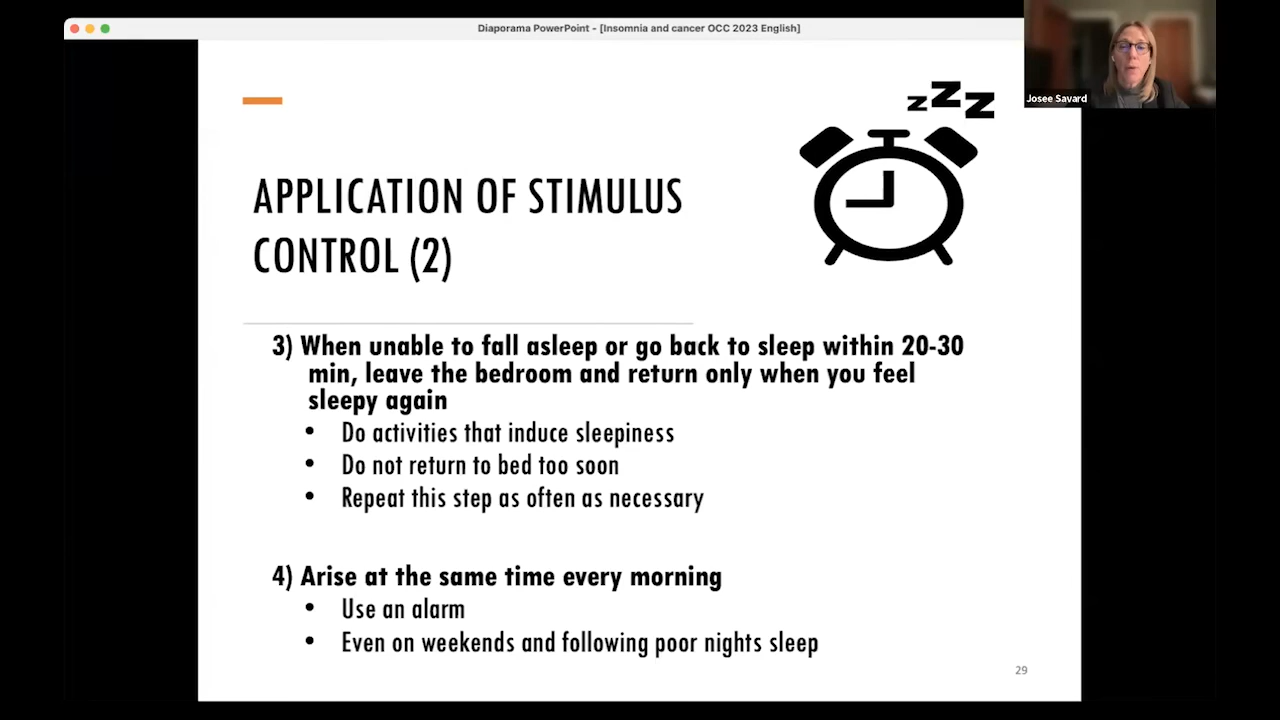 Diaporama PowerPoint - [Insomnia and cancer OCC 2023 English]
Josee Savard
z z z
APPLICATION OF STIMULUS
CONTROL (2)
3) When unable to fall asleep or go back to sleep within 20-30
min, leave the bedroom and return only when you feel
sleepy again
• Do activities that induce sleepiness
• Do not return to bed too soon
• Repeat this step as often as necessary
4) Arise at the same time every morning
• Use an alarm
• Even on weekends and following poor nights sleep
29